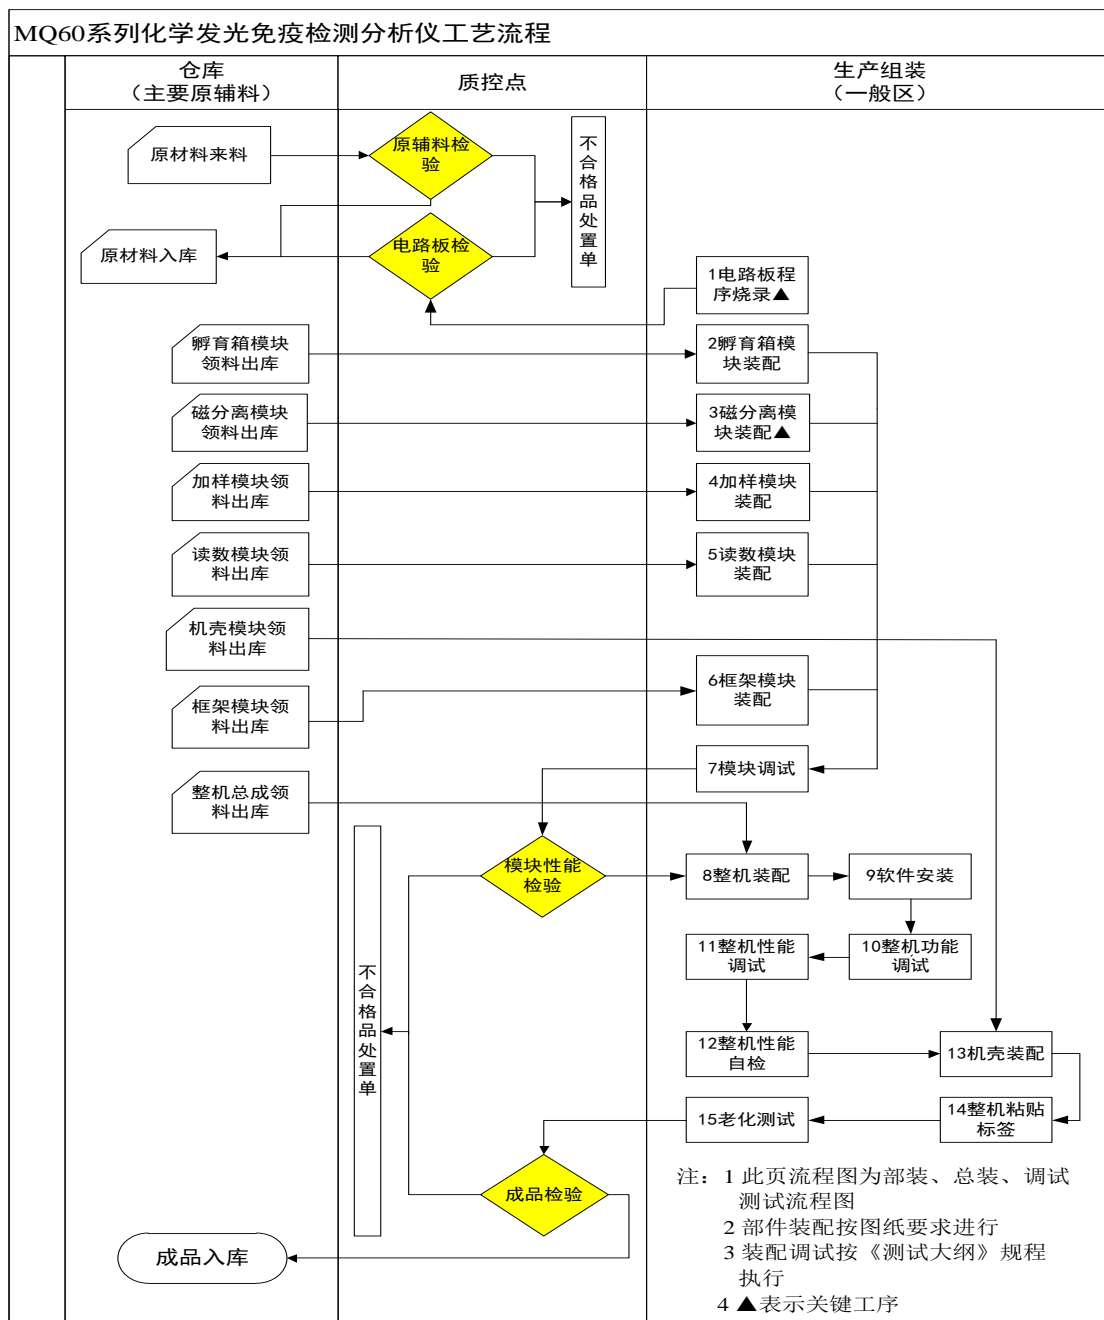 MQ60系列化学发光免疫检测分析仪工艺流程
仓库
（主要原辅料）
质控点
生产组装
（一般区）
原材料来料
原辅料检
验
不
合
格
品
处
置
单
原材料入库
电路板检
验
1电路板程
序烧录▲
孵育箱模块
领料出库
2孵育箱模
块装配
磁分离模块
领料出库
3磁分离模
块装配▲
加样模块领
料出库
4加样模块
装配
读数模块领
料出库
5读数模块
装配
机壳模块领
料出库
框架模块领
料出库
6框架模块
装配
7模块调试
整机总成领
料出库
模块性能
检验
8整机装配
9软件安装
11整机性能
调试
10整机功能
调试
不
合
格
品
处
置
单
12整机性能
自检
13机壳装配
15老化测试
14整机粘贴
标签
成品检验
成品入库
注：1 此页流程图为部装、总装、调试
测试流程图
2 部件装配按图纸要求进行
3 装配调试按《测试大纲》规程
执行
4 ▲表示关键工序